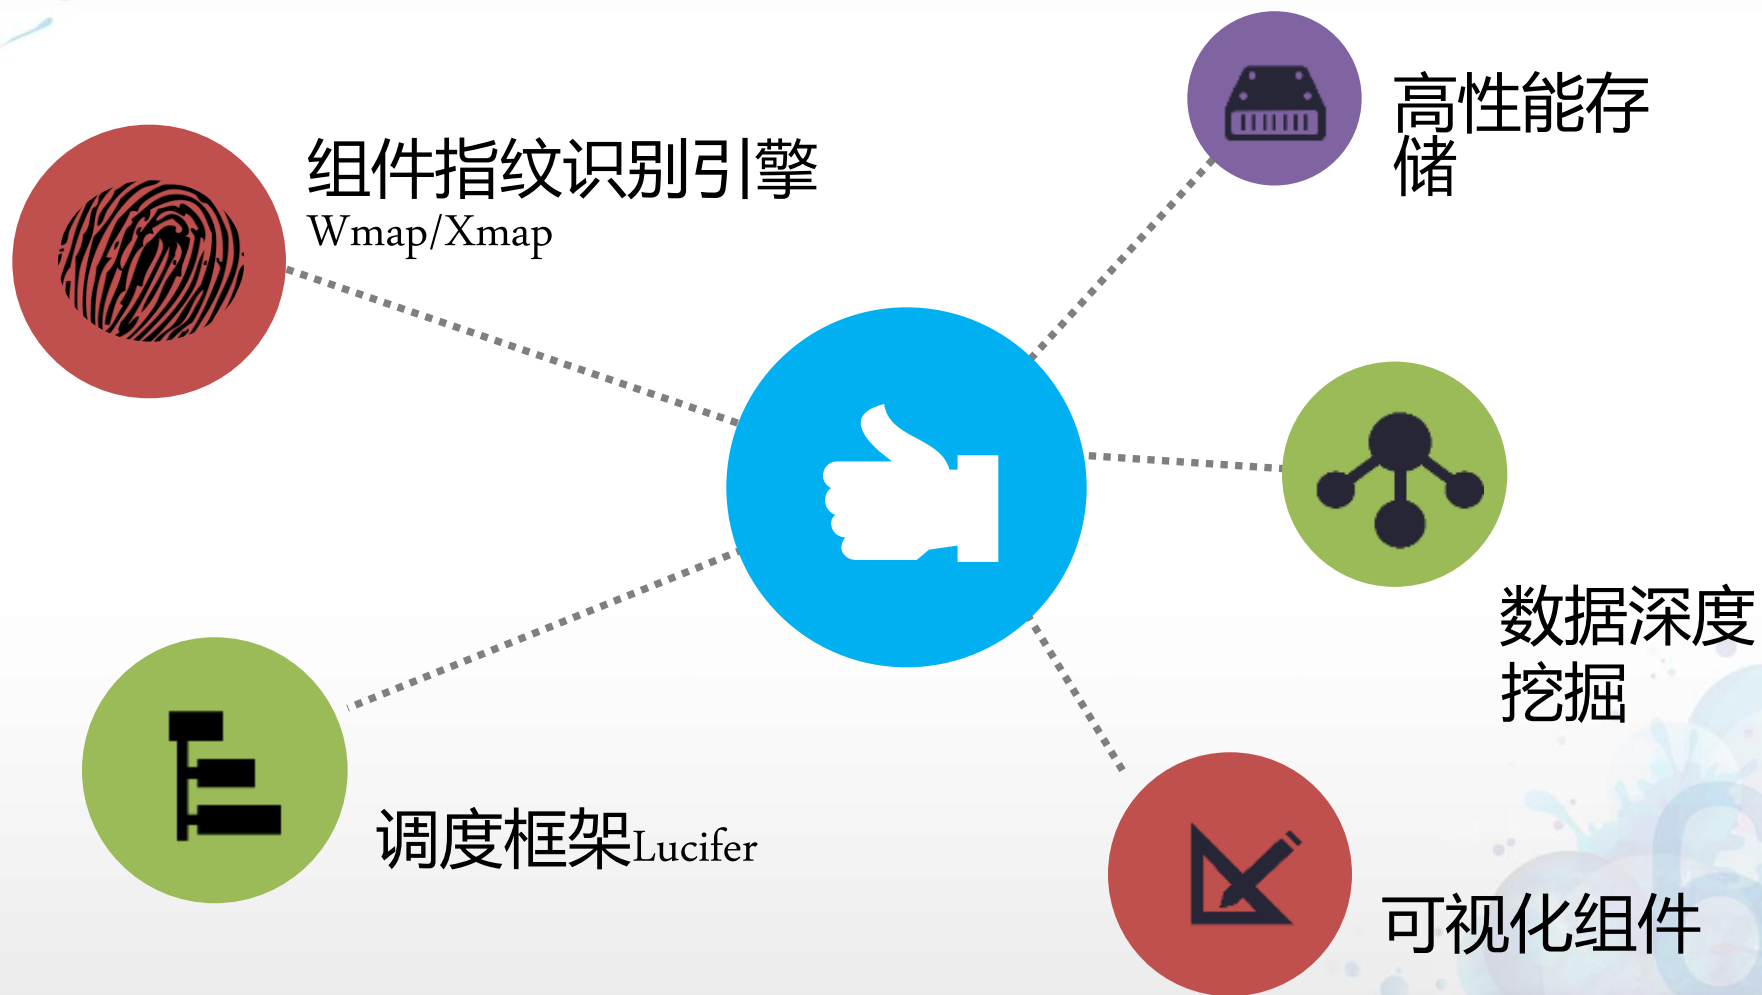 组件指纹识别引擎
Wmap/Xmap
高性能存
储
数据深度
挖掘
调度框架Lucifer
可视化组件